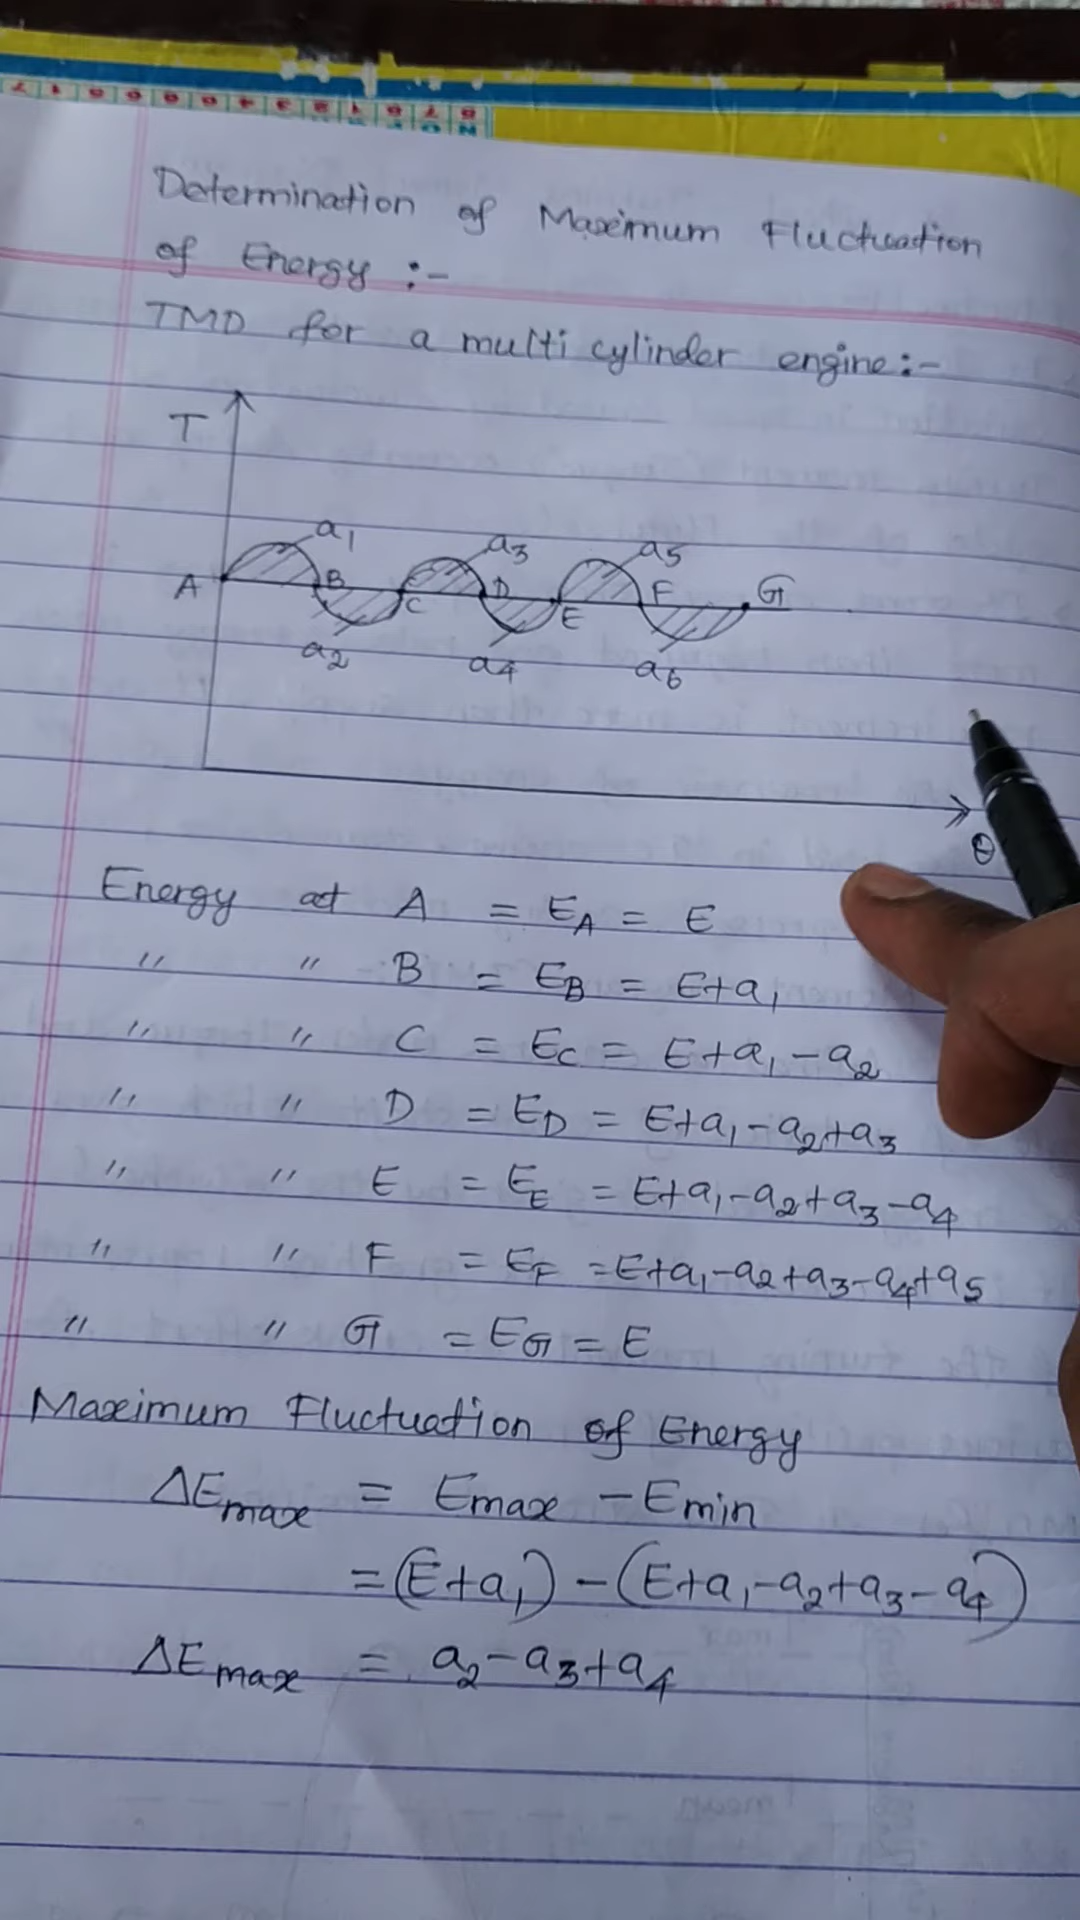 Determination of Maximum Fluctuation
of Energy :-
TMD for a multi cylinder engine:-
T
a1 a3 a5
A B C D E F G
a2 a4 a6
θ
Energy at A = EA = E
" " B = EB = E+a1
" " C = EC = E+a1-a2
" " D = ED = E+a1-a2+a3
" " E = EE = E+a1-a2+a3-a4
" " F = EF = E+a1-a2+a3-a4+a5
" " G = EG = E
Maximum Fluctuation of Energy
ΔEmax = Emax - Emin
= (E+a1) - (E+a1-a2+a3-a4)
ΔEmax = a2-a3+a4